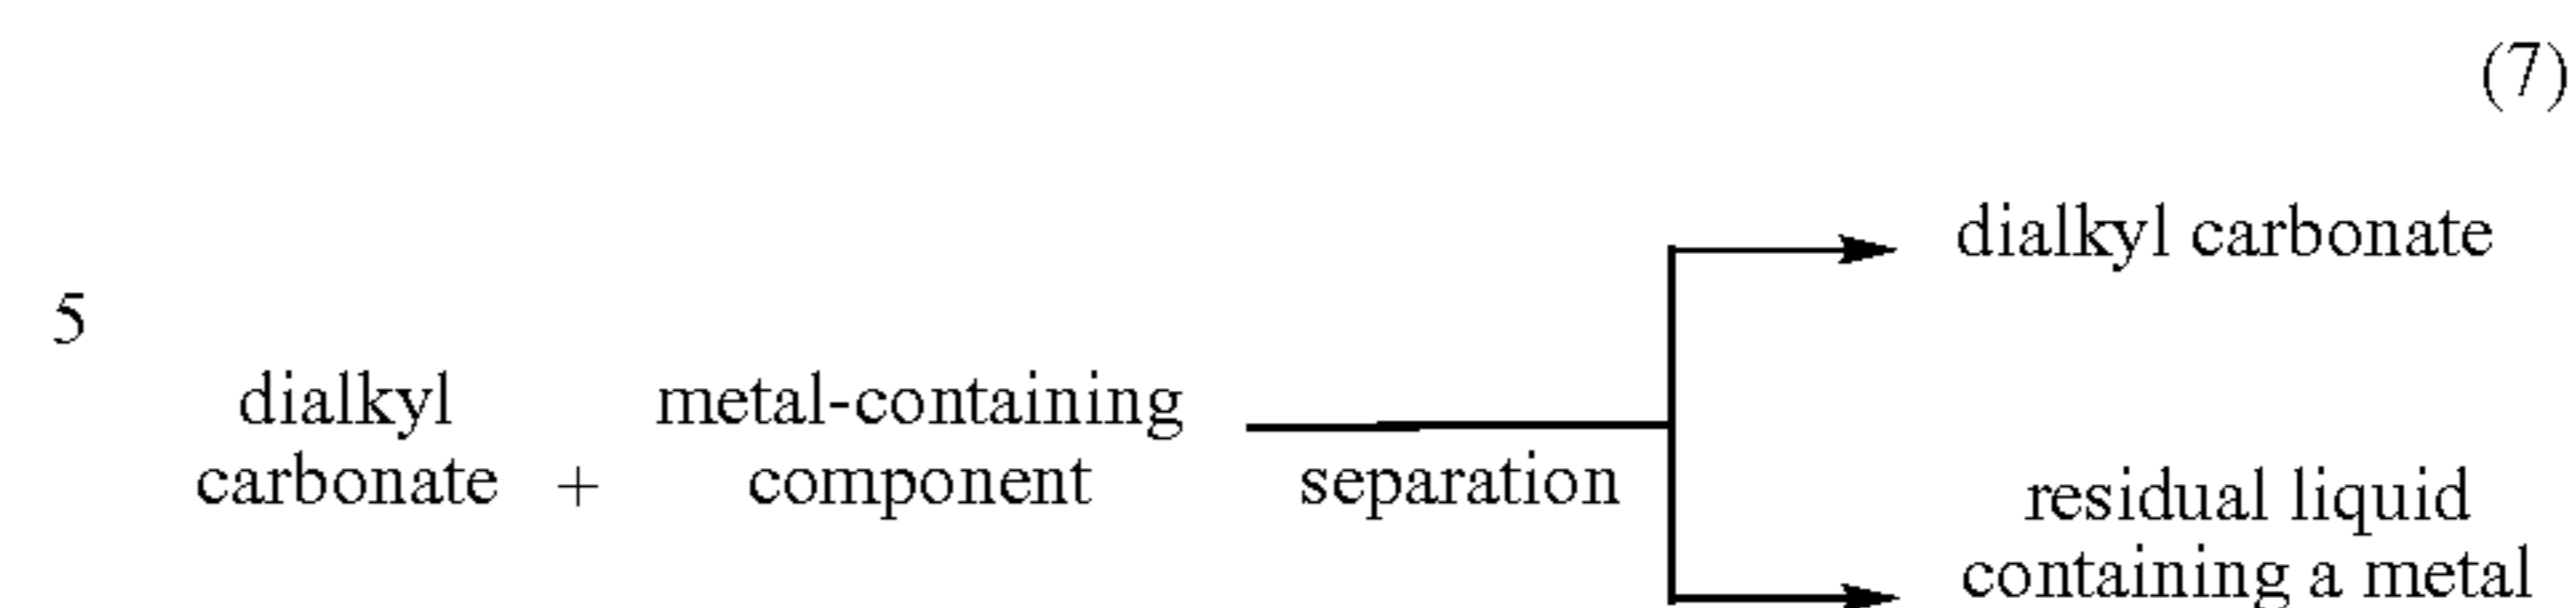 (7)
dialkyl carbonate
5
dialkyl metal-containing
carbonate + component separation
residual liquid
containing a metal